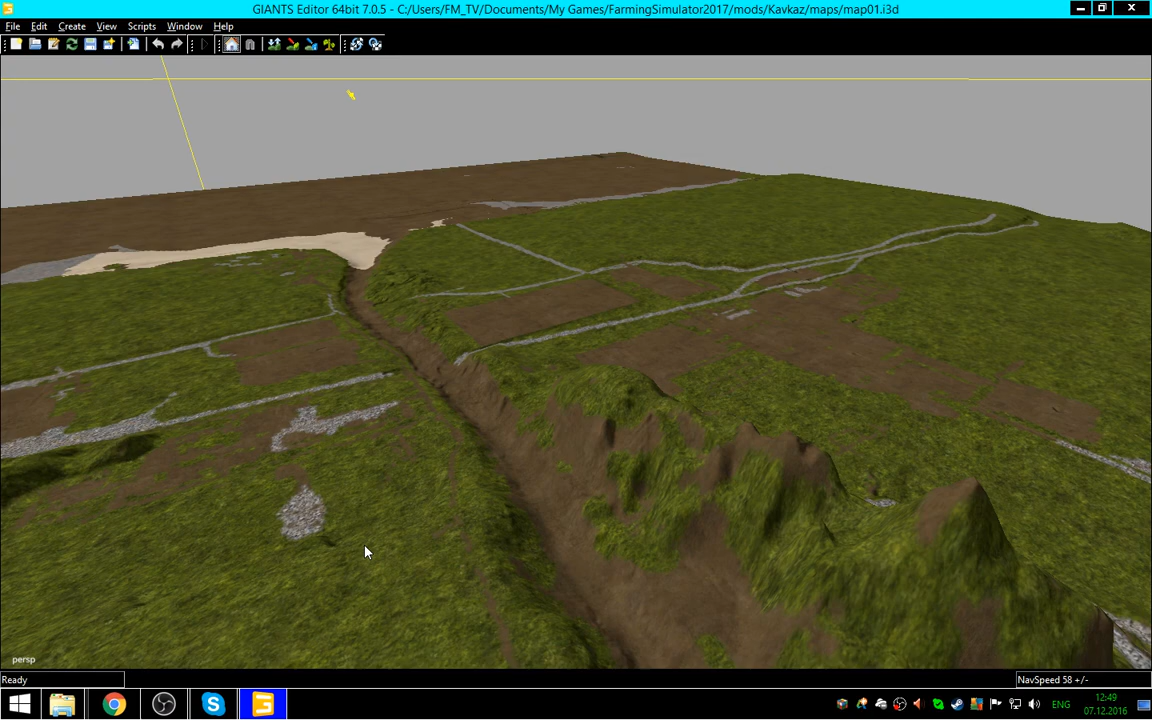 GIANTS Editor 64bit 7.0.5 - C:/Users/FM_TV/Documents/My Games/FarmingSimulator2017/mods/Kavkaz/maps/map01.i3d
File Edit Create View Scripts Window Help
persp
Ready
NavSpeed 58 +/-
ENG
12:49
07.12.2016